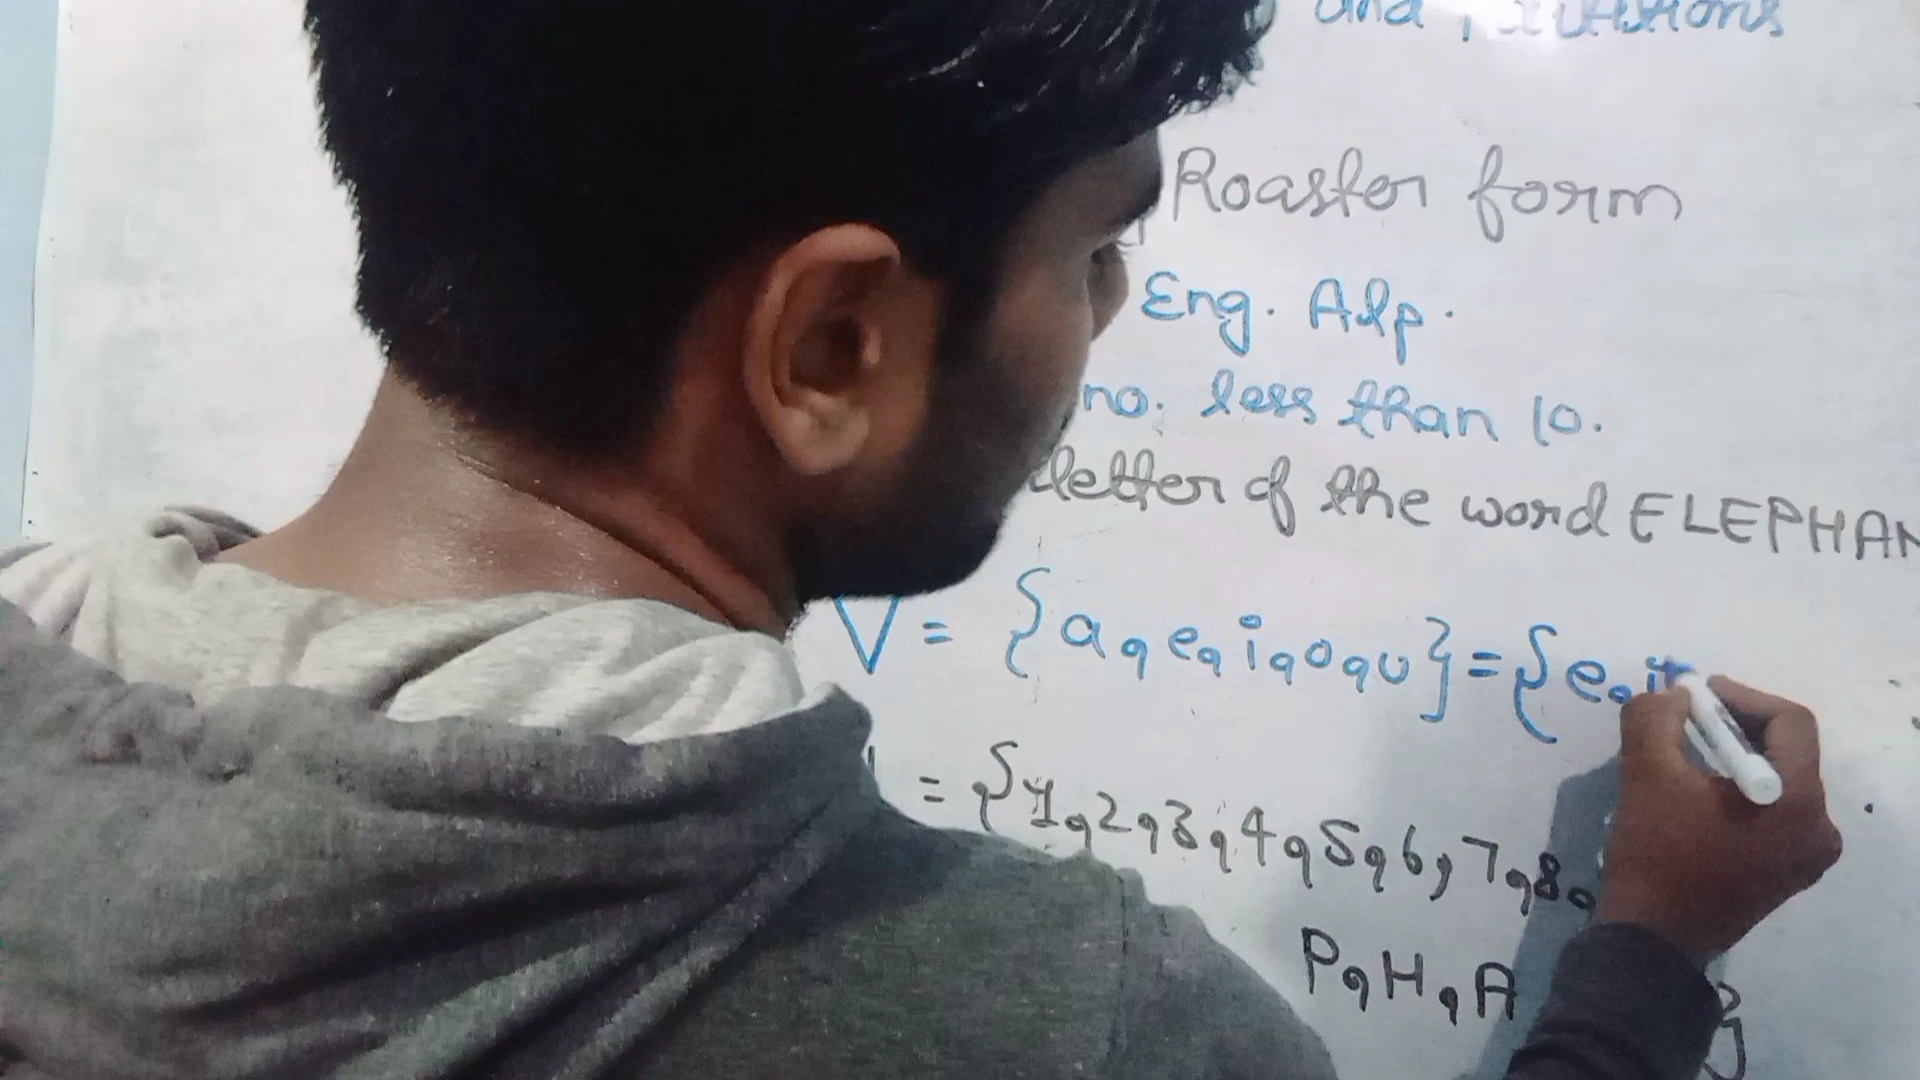 and
Roaster form
Eng. Alp.
no. less than 10.
letter of the word ELEPHAN
V = {a, e, i, o, u} = {e, i
= {1, 2, 3, 4, 5, 6, 7, 8,
P, H, A }